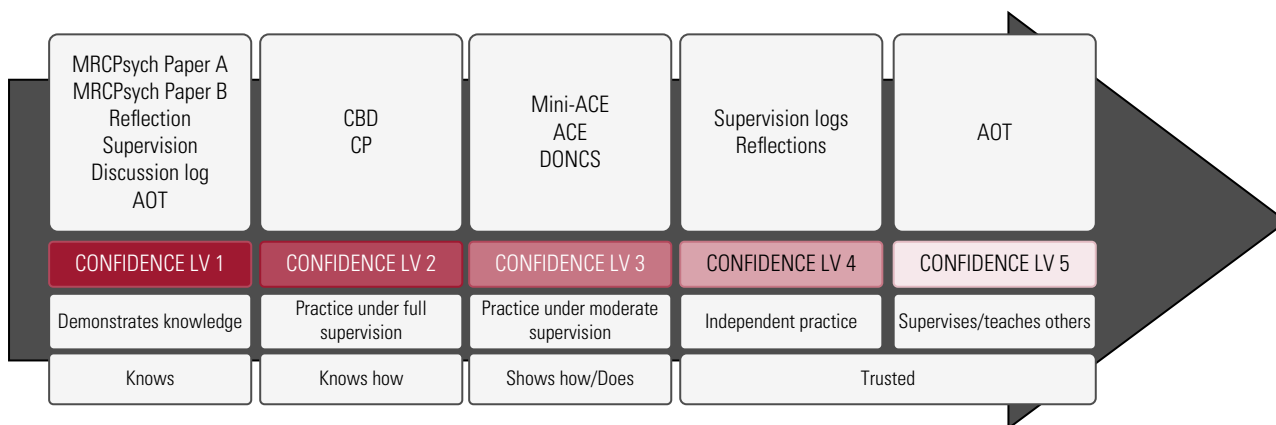 MRCPsych Paper A
MRCPsych Paper B
Reflection
Supervision
Discussion log
AOT
CBD
CP
Mini-ACE
ACE
DONCS
Supervision logs
Reflections
AOT
CONFIDENCE LV 1
CONFIDENCE LV 2
CONFIDENCE LV 3
CONFIDENCE LV 4
CONFIDENCE LV 5
Demonstrates knowledge
Practice under full
supervision
Practice under moderate
supervision
Independent practice
Supervises/teaches others
Knows
Knows how
Shows how/Does
Trusted